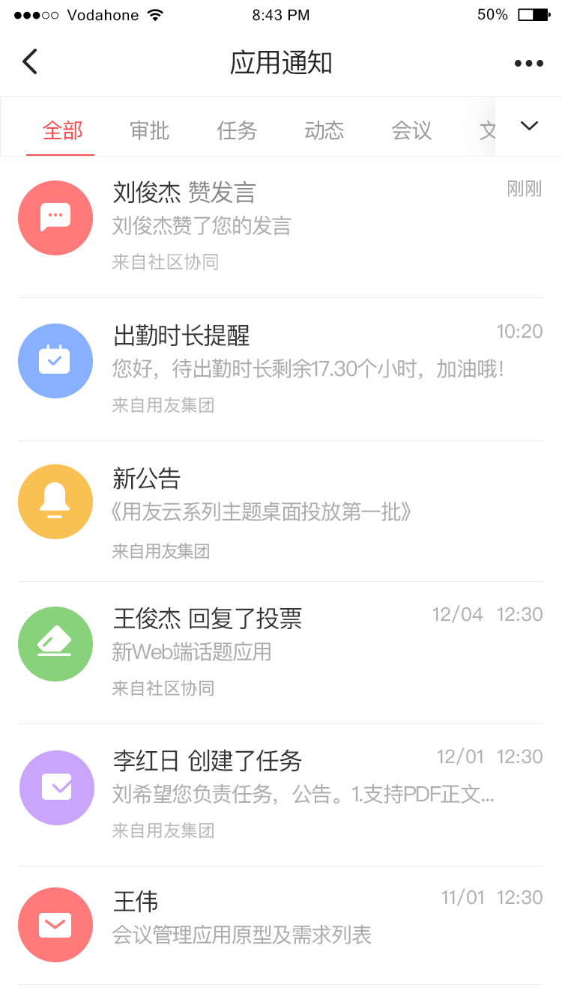 Vodahone 8:43 PM 50%
应用通知
全部 审批 任务 动态 会议 文
刘俊杰 赞发言 刚刚
刘俊杰赞了您的发言
来自社区协同
出勤时长提醒 10:20
您好，待出勤时长剩余17.30个小时，加油哦！
来自用友集团
新公告
《用友云系列主题桌面投放第一批》
来自用友集团
王俊杰 回复了投票 12/04 12:30
新Web端话题应用
来自社区协同
李红日 创建了任务 12/01 12:30
刘希望您负责任务，公告。1.支持PDF正文...
来自用友集团
王伟 11/01 12:30
会议管理应用原型及需求列表